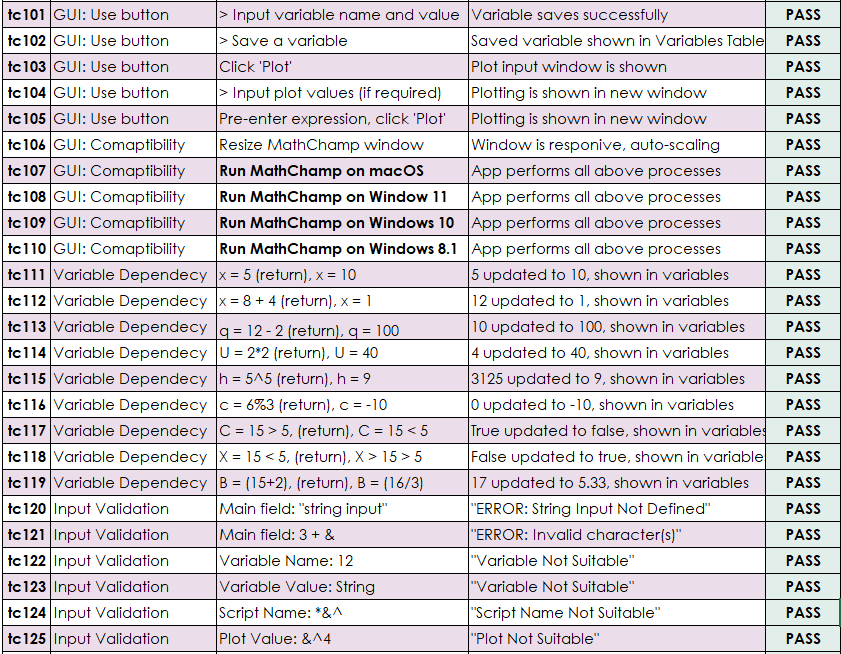 tc101 GUI: Use button > Input variable name and value Variable saves successfully PASS
tc102 GUI: Use button > Save a variable Saved variable shown in Variables Table PASS
tc103 GUI: Use button Click 'Plot' Plot input window is shown PASS
tc104 GUI: Use button > Input plot values (if required) Plotting is shown in new window PASS
tc105 GUI: Use button Pre-enter expression, click 'Plot' Plotting is shown in new window PASS
tc106 GUI: Comaptibility Resize MathChamp window Window is responive, auto-scaling PASS
tc107 GUI: Comaptibility Run MathChamp on macOS App performs all above processes PASS
tc108 GUI: Comaptibility Run MathChamp on Window 11 App performs all above processes PASS
tc109 GUI: Comaptibility Run MathChamp on Windows 10 App performs all above processes PASS
tc110 GUI: Comaptibility Run MathChamp on Windows 8.1 App performs all above processes PASS
tc111 Variable Dependecy x = 5 (return), x = 10 5 updated to 10, shown in variables PASS
tc112 Variable Dependecy x = 8 + 4 (return), x = 1 12 updated to 1, shown in variables PASS
tc113 Variable Dependecy q = 12 - 2 (return), q = 100 10 updated to 100, shown in variables PASS
tc114 Variable Dependecy U = 2*2 (return), U = 40 4 updated to 40, shown in variables PASS
tc115 Variable Dependecy h = 5^5 (return), h = 9 3125 updated to 9, shown in variables PASS
tc116 Variable Dependecy c = 6%3 (return), c = -10 0 updated to -10, shown in variables PASS
tc117 Variable Dependecy C = 15 > 5, (return), C = 15 < 5 True updated to false, shown in variables PASS
tc118 Variable Dependecy X = 15 < 5, (return), X > 15 > 5 False updated to true, shown in variable PASS
tc119 Variable Dependecy B = (15+2), (return), B = (16/3) 17 updated to 5.33, shown in variables PASS
tc120 Input Validation Main field: "string input" "ERROR: String Input Not Defined" PASS
tc121 Input Validation Main field: 3 + & "ERROR: Invalid character(s)" PASS
tc122 Input Validation Variable Name: 12 "Variable Not Suitable" PASS
tc123 Input Validation Variable Value: String "Variable Not Suitable" PASS
tc124 Input Validation Script Name: *&^ "Script Name Not Suitable" PASS
tc125 Input Validation Plot Value: &^4 "Plot Not Suitable" PASS